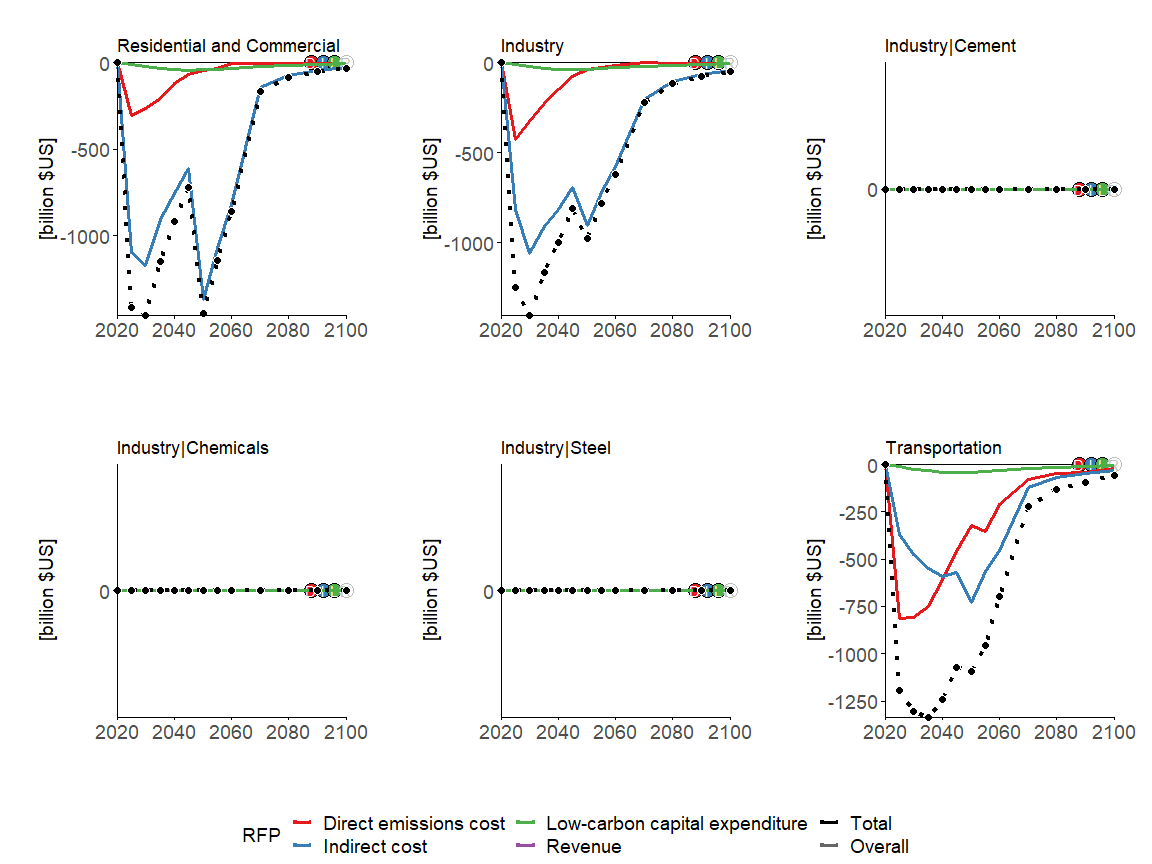 Residential and Commercial
Industry
Industry|Cement
[billion $US]
0
-500
-1000
2020 2040 2060 2080 2100
[billion $US]
0
-500
-1000
2020 2040 2060 2080 2100
[billion $US]
0
2020 2040 2060 2080 2100
Industry|Chemicals
Industry|Steel
Transportation
[billion $US]
0
2020 2040 2060 2080 2100
[billion $US]
0
2020 2040 2060 2080 2100
[billion $US]
0
-250
-500
-750
-1000
-1250
2020 2040 2060 2080 2100
RFP
Direct emissions cost
Low-carbon capital expenditure
Total
Indirect cost
Revenue
Overall